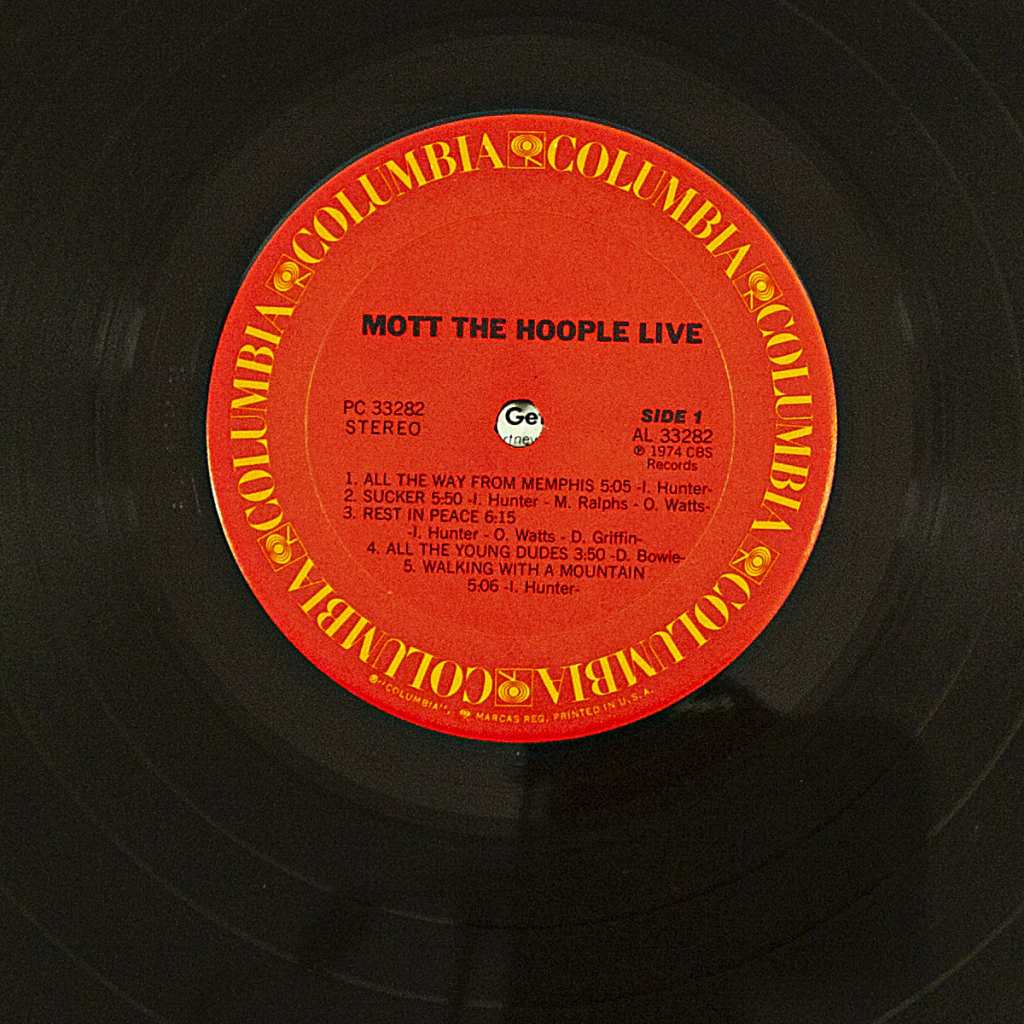 COLUMBIA COLUMBIA COLUMBIA COLUMBIA COLUMBIA COLUMBIA
MOTT THE HOOPLE LIVE
PC 33282
STEREO
Ge
rtney
SIDE 1
AL 33282
℗ 1974 CBS
Records
1. ALL THE WAY FROM MEMPHIS 5:05 -I. Hunter-
2. SUCKER 5:50 -I. Hunter - M. Ralphs - O. Watts-
3. REST IN PEACE 6:15
-I. Hunter - O. Watts - D. Griffin-
4. ALL THE YOUNG DUDES 3:50 -D. Bowie-
5. WALKING WITH A MOUNTAIN
5:06 -I. Hunter-
"COLUMBIA", MARCAS REG. PRINTED IN U.S.A.